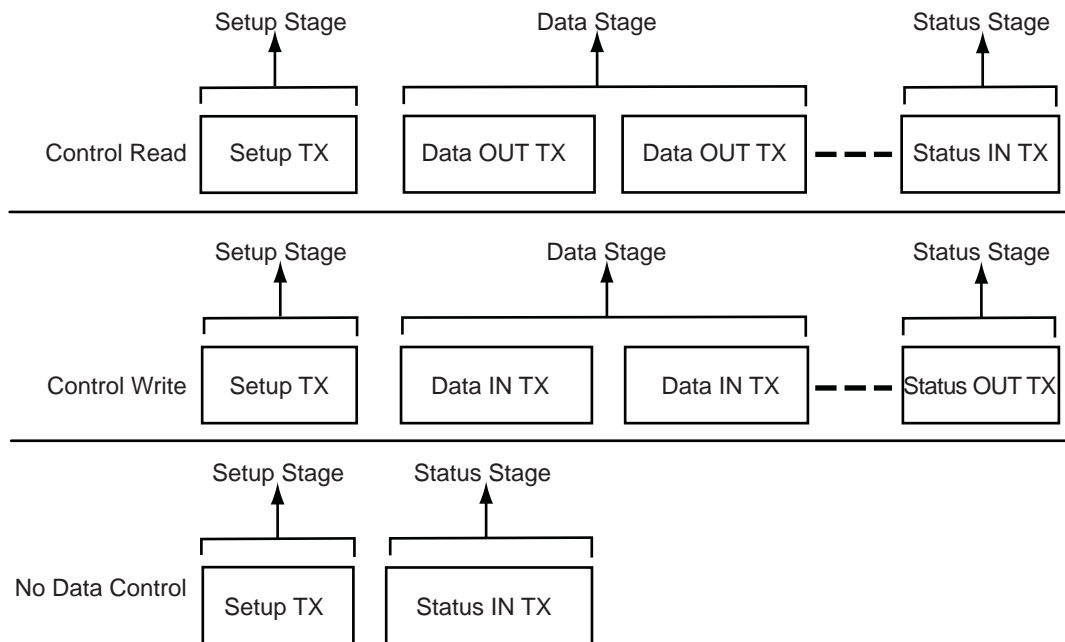 Setup Stage Data Stage Status Stage
Control Read Setup TX Data OUT TX Data OUT TX Status IN TX
Setup Stage Data Stage Status Stage
Control Write Setup TX Data IN TX Data IN TX Status OUT TX
Setup Stage Status Stage
No Data Control Setup TX Status IN TX